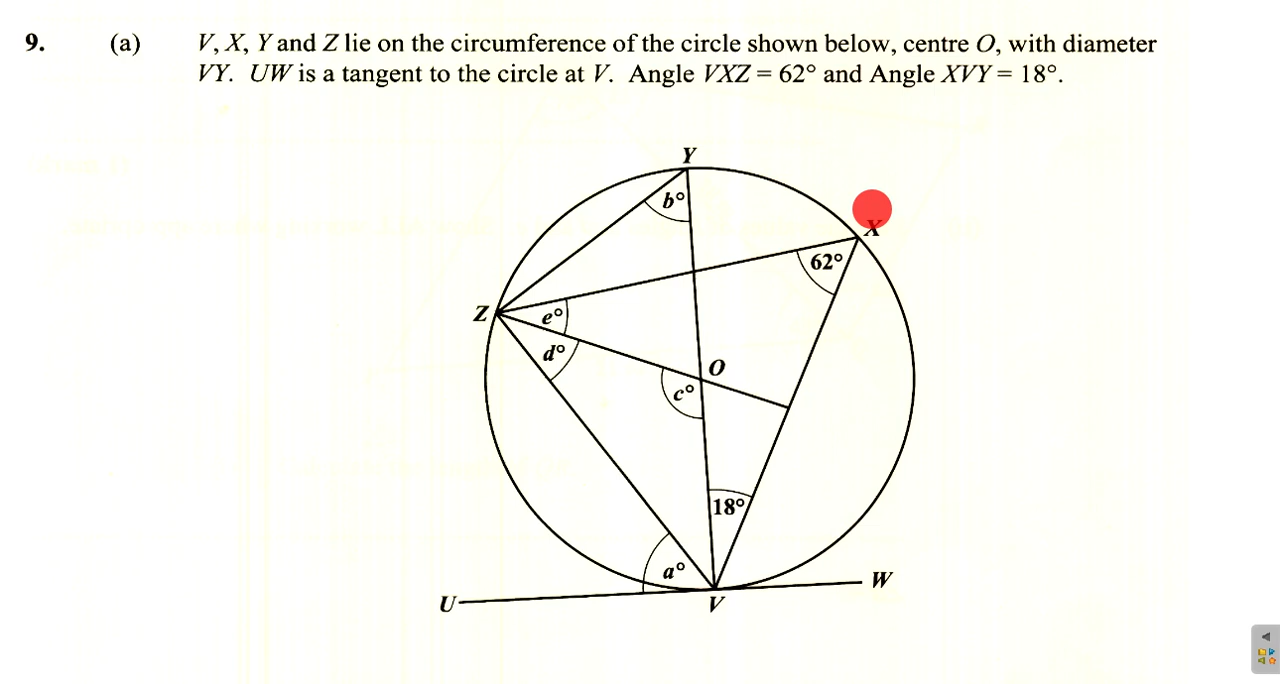 9. (a) V, X, Y and Z lie on the circumference of the circle shown below, centre O, with diameter
VY. UW is a tangent to the circle at V. Angle VXZ = 62° and Angle XVY = 18°.
Y
b°
X
62°
Z
e°
d°
O
c°
18°
a°
W
U
V